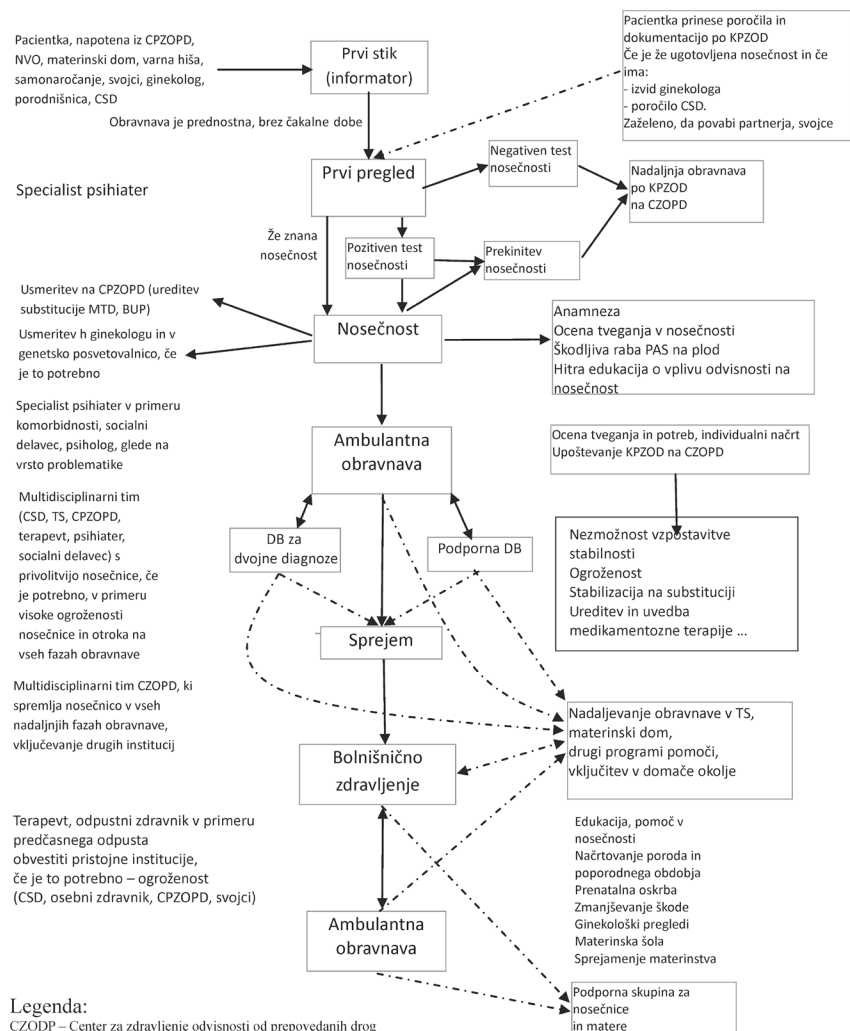 Pacientka, napotena iz CPZOPD,
NVO, materinski dom, varna hiša,
samonaročanje, svojci, ginekolog,
porodnišnica, CSD
Prvi stik
(informator)
Pacientka prinese poročila in
dokumentacijo po KPZOD
Če je že ugotovljena nosečnost in če
ima:
- izvid ginekologa
- poročilo CSD.
Zaželeno, da povabi partnerja, svojce
Obravnava je prednostna, brez čakalne dobe
Specialist psihiater
Prvi pregled
Negativen test
nosečnosti
Nadaljnja obravnava
po KPZOD
na CZOPD
Že znana
nosečnost
Pozitiven test
nosečnosti
Prekinitev
nosečnosti
Usmeritev na CPZOPD (ureditev
substitucije MTD, BUP)
Usmeritev h ginekologu in v
genetsko posvetovalnico, če
je to potrebno
Nosečnost
Anamneza
Ocena tveganja v nosečnosti
Škodljiva raba PAS na plod
Hitra edukacija o vplivu odvisnosti na
nosečnost
Specialist psihiater v primeru
komorbidnosti, socialni
delavec, psiholog, glede na
vrsto problematike
Ambulantna
obravnava
Ocena tveganja in potreb, individualni načrt
Upoštevanje KPZOD na CZOPD
Multidisciplinarni tim
(CSD, TS, CPZOPD,
terapevt, psihiater,
socialni delavec) s
privolitvijo nosečnice, če
je potrebno, v primeru
visoke ogroženosti
nosečnice in otroka na
vseh fazah obravnave
DB za
dvojne diagnoze
Podporna DB
Nezmožnost vzpostavitve
stabilnosti
Ogroženost
Stabilizacija na substituciji
Ureditev in uvedba
medikamentozne terapije ...
Sprejem
Multidisciplinarni tim CZOPD, ki
spremlja nosečnico v vseh
nadaljnjih fazah obravnave,
vključevanje drugih institucij
Nadaljevanje obravnave v TS,
materinski dom,
drugi programi pomoči,
vključitev v domače okolje
Bolnišnično
zdravljenje
Terapevt, odpustni zdravnik v primeru
predčasnega odpusta
obvestiti pristojne institucije,
če je to potrebno – ogroženost
(CSD, osebni zdravnik, CPZOPD, svojci)
Edukacija, pomoč v
nosečnosti
Načrtovanje poroda in
poporodnega obdobja
Prenatalna oskrba
Zmanjševanje škode
Ginekološki pregledi
Materinska šola
Sprejamenje materinstva
Ambulantna
obravnava
Podporna skupina za
nosečnice
in matere
Legenda:
CZODP – Center za zdravljenje odvisnosti od prepovedanih drog